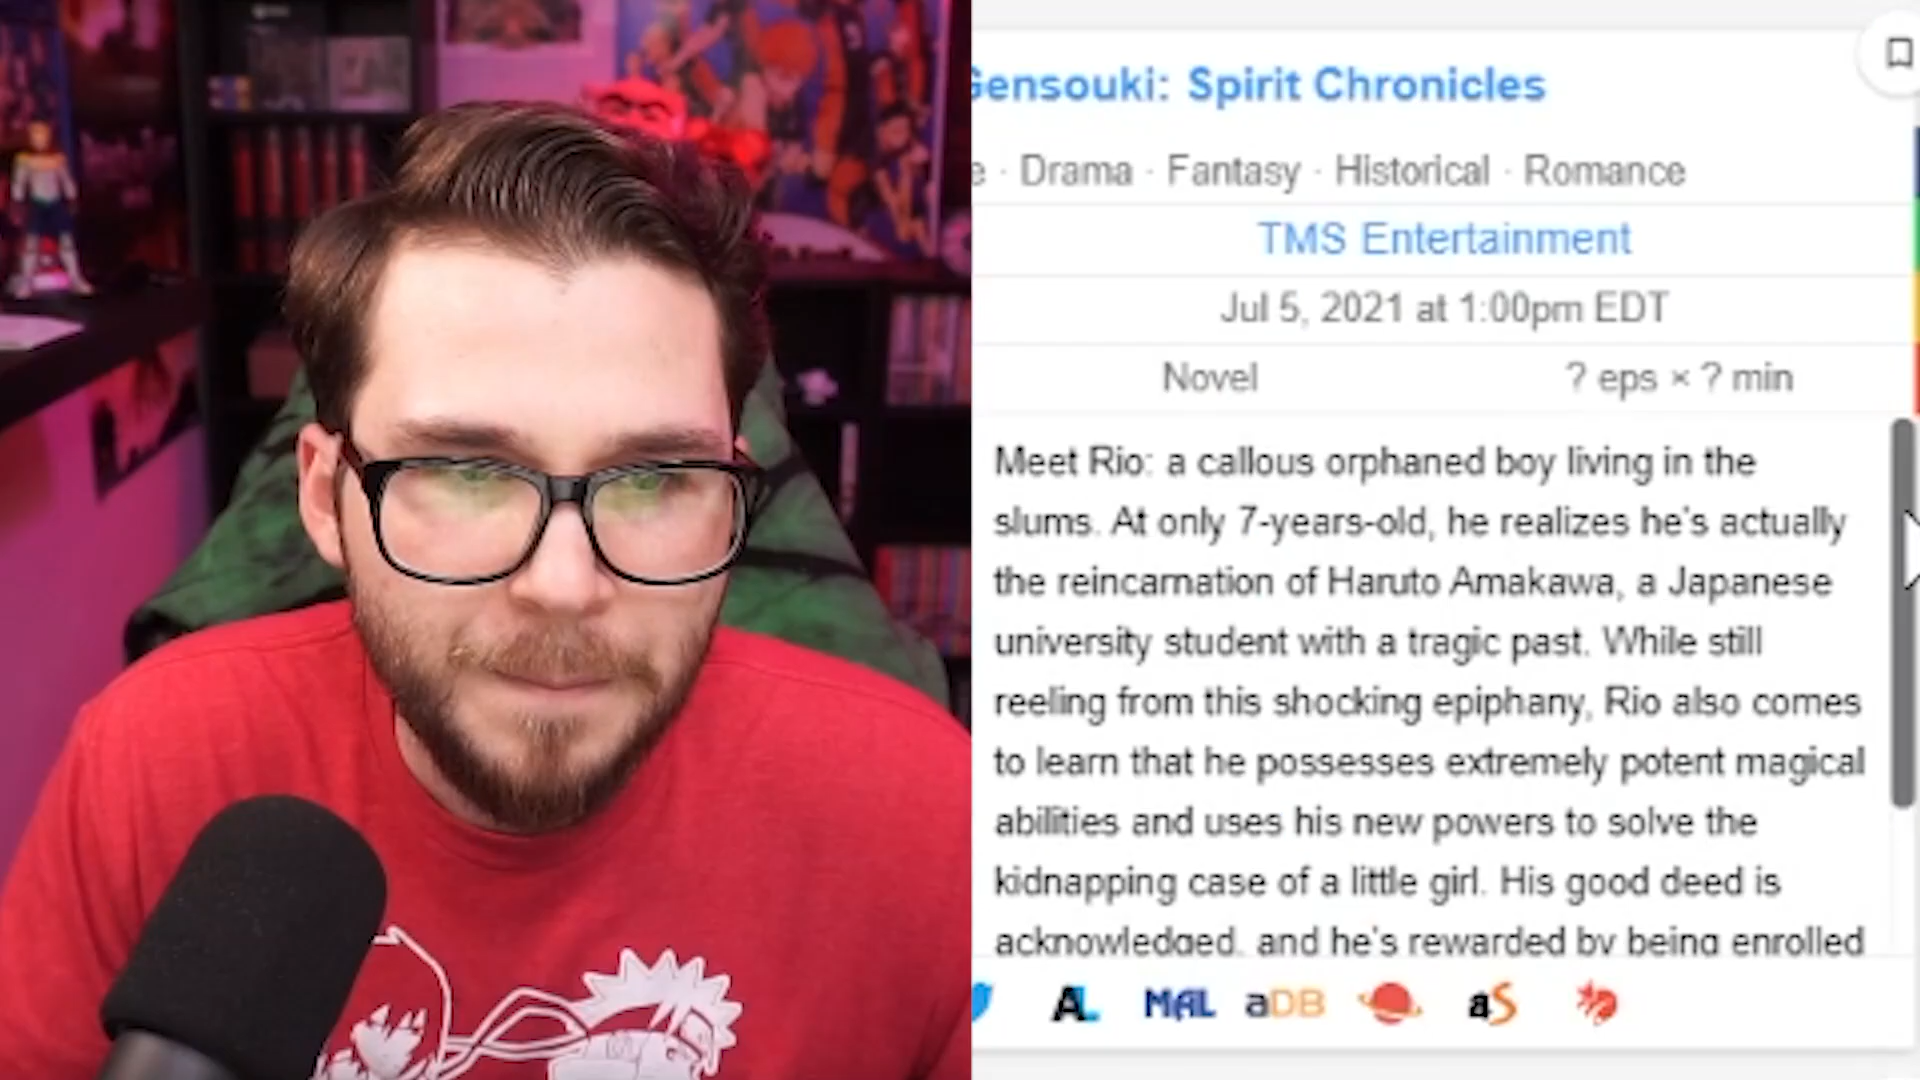 Gensouki: Spirit Chronicles
e · Drama · Fantasy · Historical · Romance
TMS Entertainment
Jul 5, 2021 at 1:00pm EDT
Novel ? eps × ? min
Meet Rio: a callous orphaned boy living in the
slums. At only 7-years-old, he realizes he's actually
the reincarnation of Haruto Amakawa, a Japanese
university student with a tragic past. While still
reeling from this shocking epiphany, Rio also comes
to learn that he possesses extremely potent magical
abilities and uses his new powers to solve the
kidnapping case of a little girl. His good deed is
acknowledged, and he's rewarded by being enrolled
AL MAL aDB aS